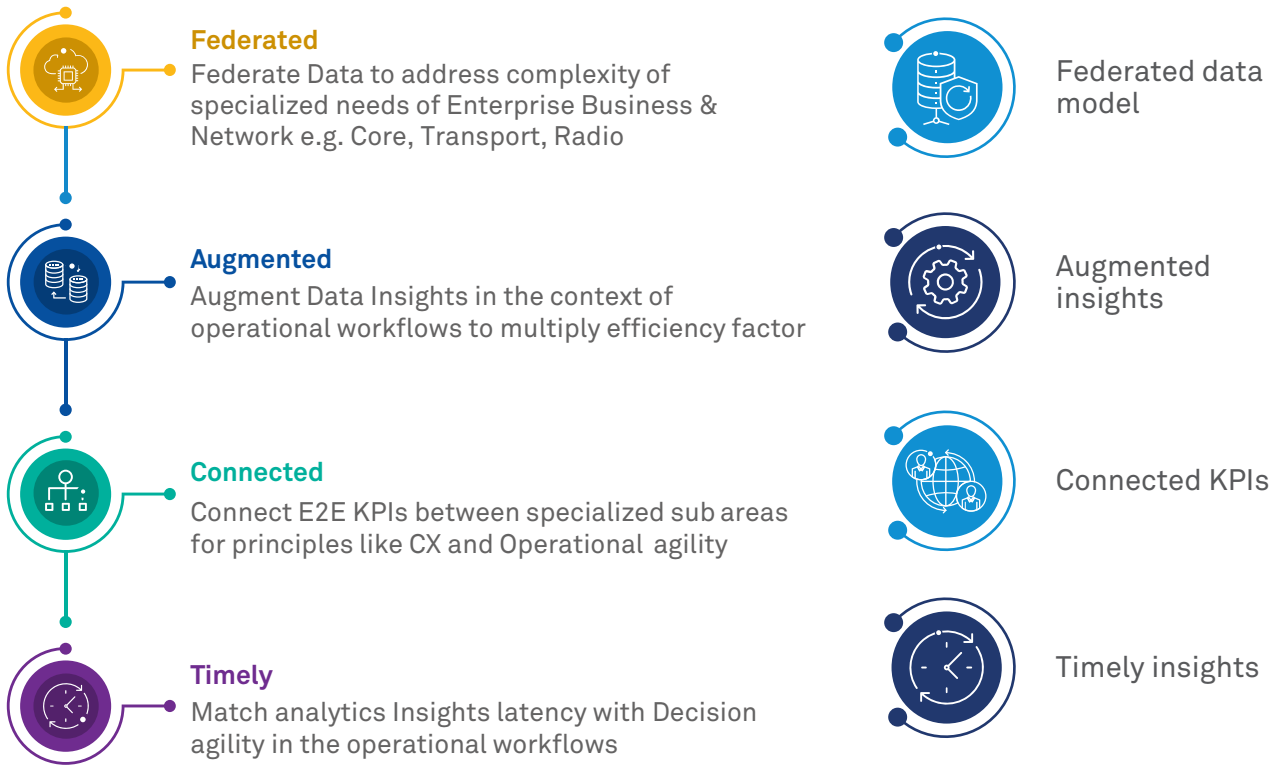 Federated
Federate Data to address complexity of
specialized needs of Enterprise Business &
Network e.g. Core, Transport, Radio
Augmented
Augment Data Insights in the context of
operational workflows to multiply efficiency factor
Connected
Connect E2E KPIs between specialized sub areas
for principles like CX and Operational agility
Timely
Match analytics Insights latency with Decision
agility in the operational workflows
Federated data
model
Augmented
insights
Connected KPIs
Timely insights